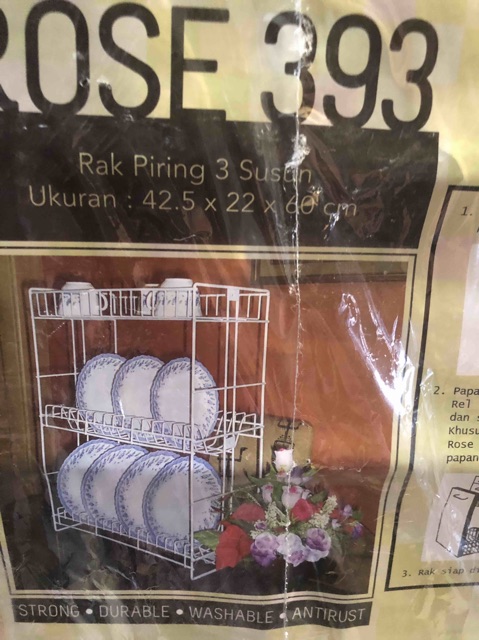 ROSE 393
Rak Piring 3 Susun
Ukuran : 42.5 x 22 x 60 cm
1.
2. Papa
Rel
dan s
Khusu
Rose
papan
3. Rak siap
STRONG • DURABLE • WASHABLE • ANTIRUST